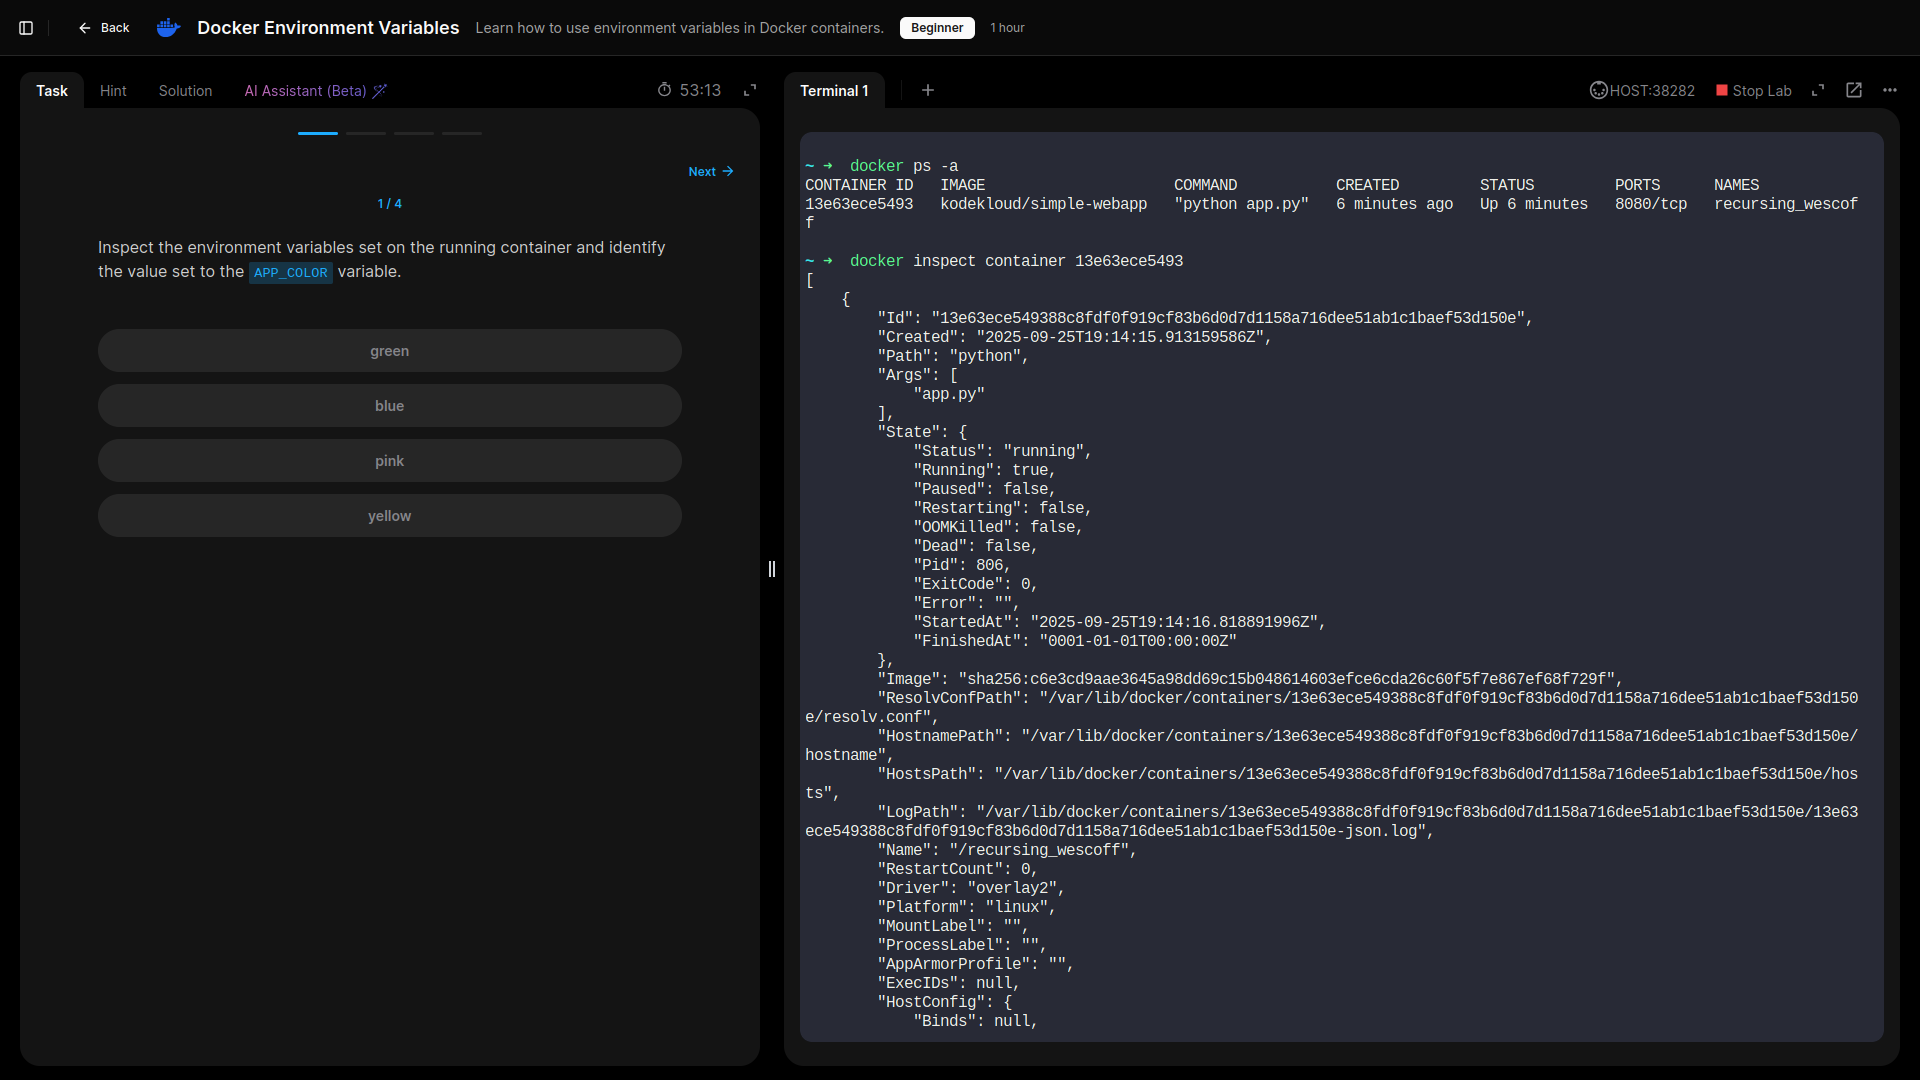 Back
Docker Environment Variables
Learn how to use environment variables in Docker containers.
Beginner
1 hour
Task
Hint
Solution
AI Assistant (Beta)
53:13
Next
1 / 4
Inspect the environment variables set on the running container and identify
the value set to the APP_COLOR variable.
green
blue
pink
yellow
Terminal 1
HOST:38282
Stop Lab
~ ➜  docker ps -a
CONTAINER ID   IMAGE                     COMMAND           CREATED         STATUS         PORTS      NAMES
13e63ece5493   kodekloud/simple-webapp   "python app.py"   6 minutes ago   Up 6 minutes   8080/tcp   recursing_wescof
f
~ ➜  docker inspect container 13e63ece5493
[
    {
        "Id": "13e63ece549388c8fdf0f919cf83b6d0d7d1158a716dee51ab1c1baef53d150e",
        "Created": "2025-09-25T19:14:15.913159586Z",
        "Path": "python",
        "Args": [
            "app.py"
        ],
        "State": {
            "Status": "running",
            "Running": true,
            "Paused": false,
            "Restarting": false,
            "OOMKilled": false,
            "Dead": false,
            "Pid": 806,
            "ExitCode": 0,
            "Error": "",
            "StartedAt": "2025-09-25T19:14:16.818891996Z",
            "FinishedAt": "0001-01-01T00:00:00Z"
        },
        "Image": "sha256:c6e3cd9aae3645a98dd69c15b048614603efce6cda26c60f5f7e867ef68f729f",
        "ResolvConfPath": "/var/lib/docker/containers/13e63ece549388c8fdf0f919cf83b6d0d7d1158a716dee51ab1c1baef53d150
e/resolv.conf",
        "HostnamePath": "/var/lib/docker/containers/13e63ece549388c8fdf0f919cf83b6d0d7d1158a716dee51ab1c1baef53d150e/
hostname",
        "HostsPath": "/var/lib/docker/containers/13e63ece549388c8fdf0f919cf83b6d0d7d1158a716dee51ab1c1baef53d150e/hos
ts",
        "LogPath": "/var/lib/docker/containers/13e63ece549388c8fdf0f919cf83b6d0d7d1158a716dee51ab1c1baef53d150e/13e63
ece549388c8fdf0f919cf83b6d0d7d1158a716dee51ab1c1baef53d150e-json.log",
        "Name": "/recursing_wescoff",
        "RestartCount": 0,
        "Driver": "overlay2",
        "Platform": "linux",
        "MountLabel": "",
        "ProcessLabel": "",
        "AppArmorProfile": "",
        "ExecIDs": null,
        "HostConfig": {
            "Binds": null,